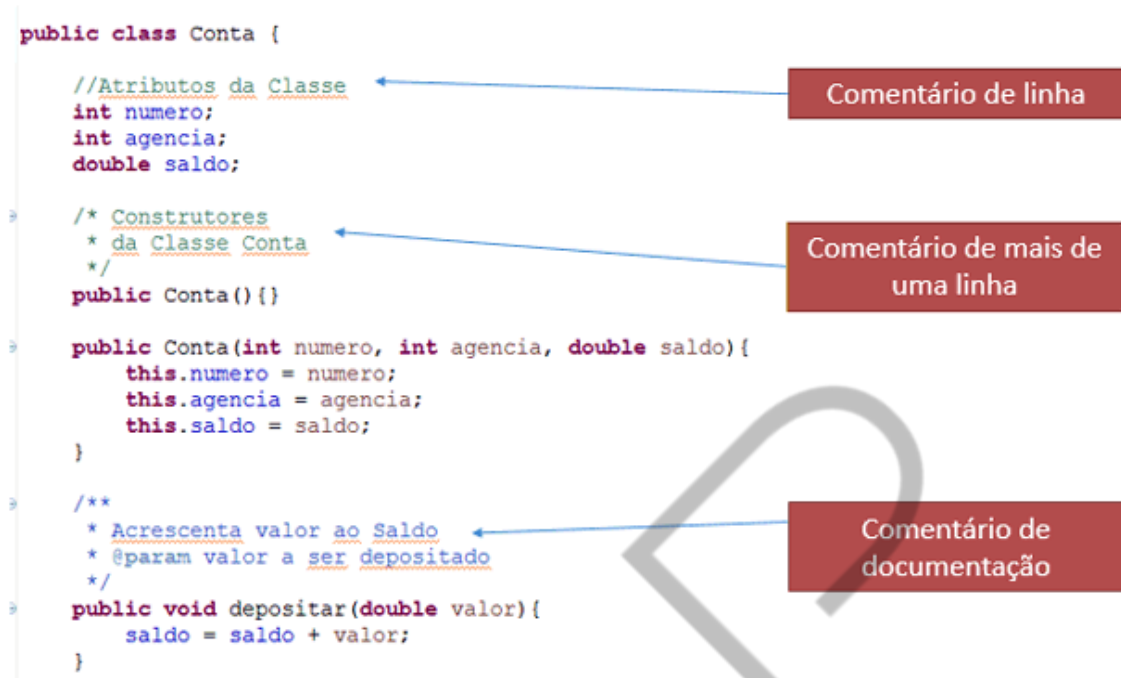 public class Conta {
//Atributos da Classe
Comentário de linha
int numero;
int agencia;
double saldo;
/* Construtores
* da Classe Conta
*/
Comentário de mais de
uma linha
public Conta(){}
public Conta(int numero, int agencia, double saldo){
this.numero = numero;
this.agencia = agencia;
this.saldo = saldo;
}
/**
* Acrescenta valor ao Saldo
* @param valor a ser depositado
*/
Comentário de
documentação
public void depositar(double valor){
saldo = saldo + valor;
}